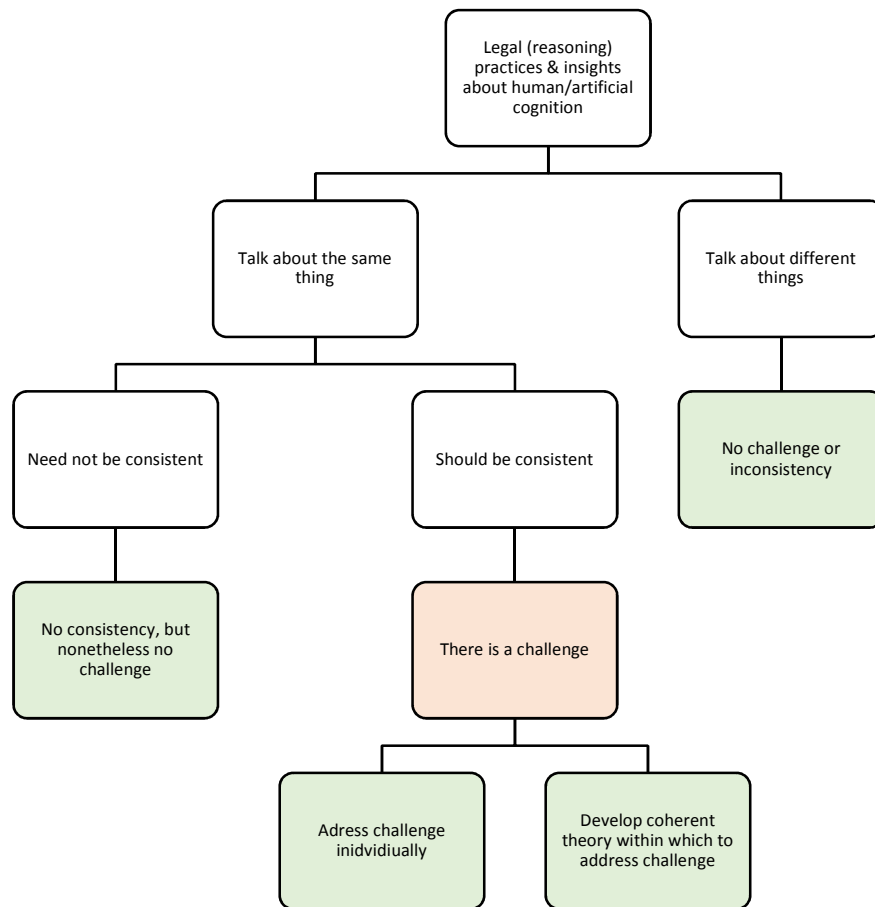 Legal (reasoning)
practices & insights
about human/artificial
cognition
Talk about the same
thing
Talk about different
things
Need not be consistent
Should be consistent
No challenge or
inconsistency
No consistency, but
nonetheless no
challenge
There is a challenge
Adress challenge
inidvidiually
Develop coherent
theory within which to
address challenge